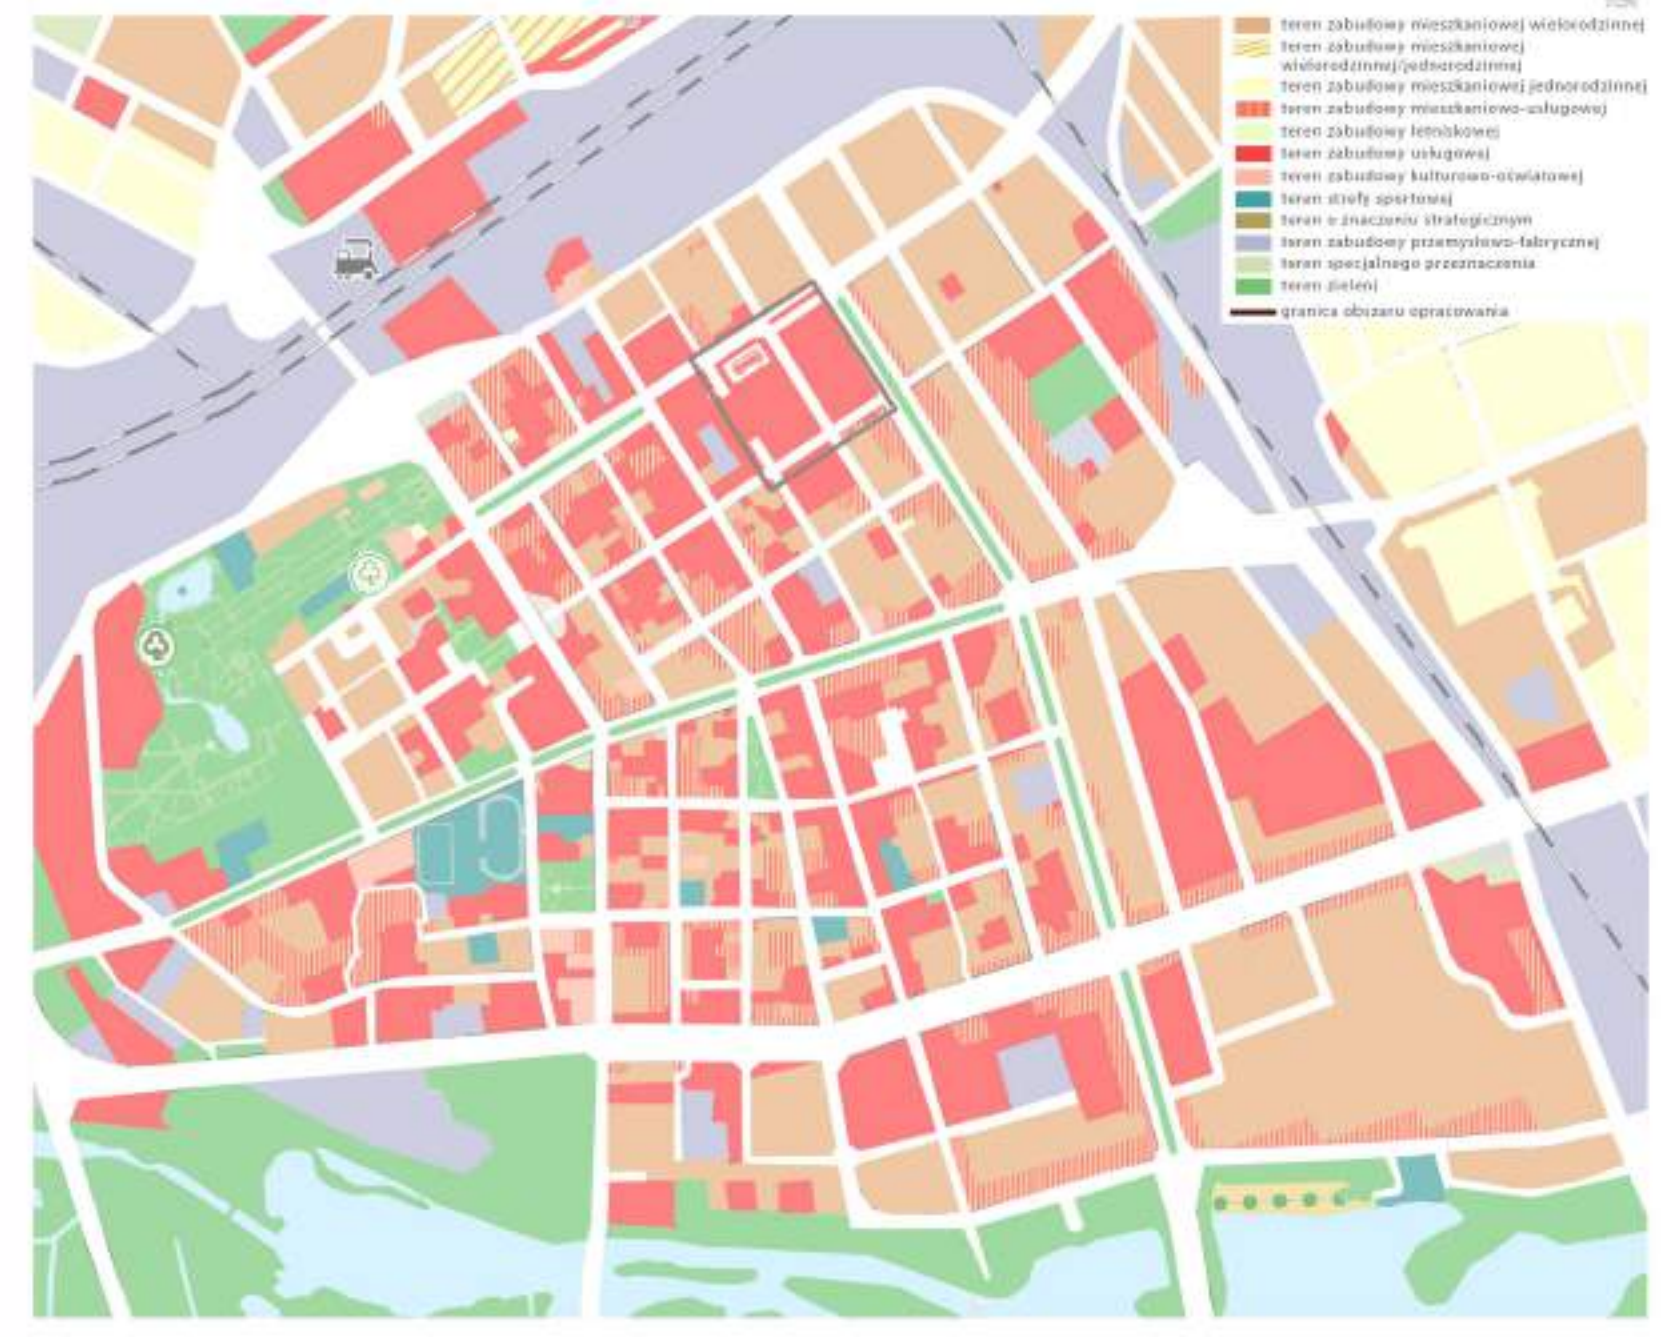 teren zabudowy mieszkaniowej wielorodzinnej
teren zabudowy mieszkaniowej
wielorodzinnej/jednorodzinnej
teren zabudowy mieszkaniowej jednorodzinnej
teren zabudowy mieszkaniowo-usługowej
teren zabudowy letniskowej
teren zabudowy usługowej
teren zabudowy kulturowo-oświatowej
teren strefy sportowej
teren o znaczeniu strategicznym
teren zabudowy przemysłowo-fabrycznej
teren specjalnego przeznaczenia
teren zieleni
granica obszaru opracowania